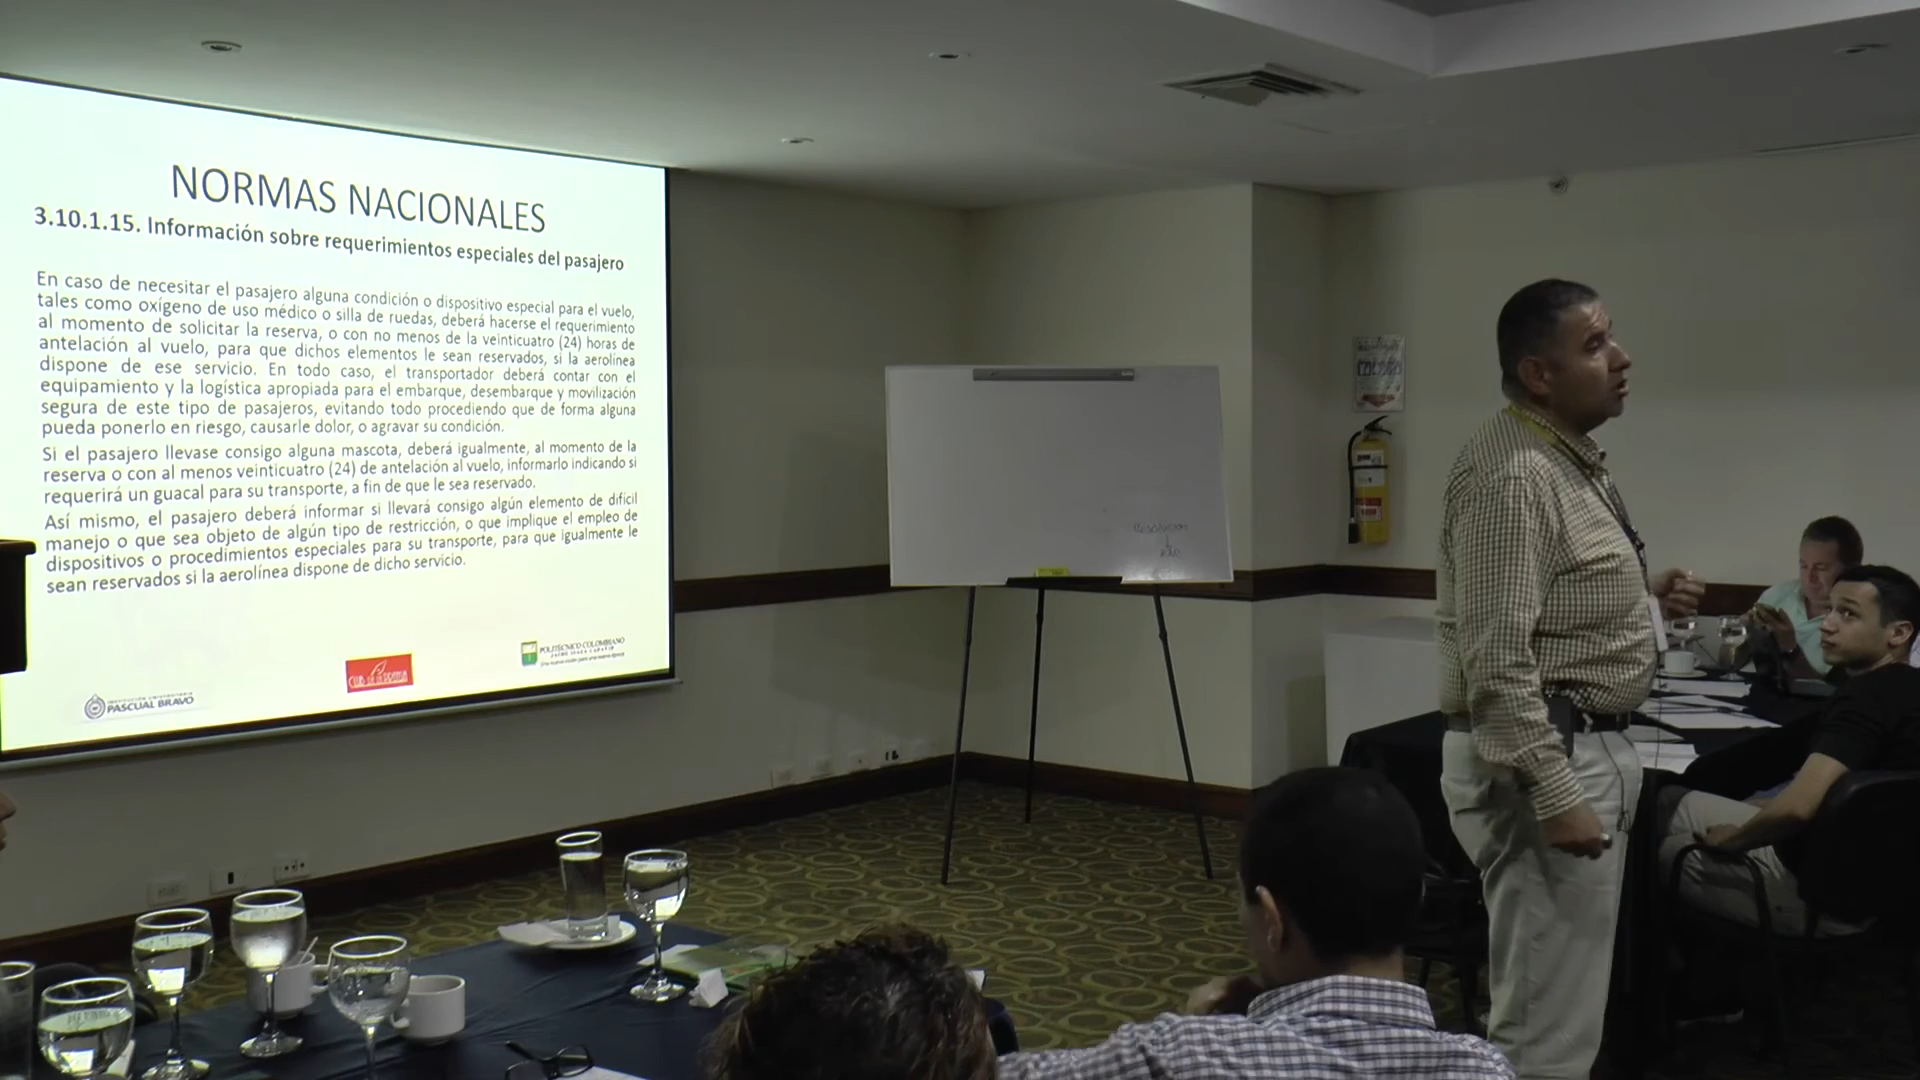 NORMAS NACIONALES
3.10.1.15. Información sobre requerimientos especiales del pasajero
En caso de necesitar el pasajero alguna condición o dispositivo especial para el vuelo,
tales como oxígeno de uso médico o silla de ruedas, deberá hacerse el requerimiento
al momento de solicitar la reserva, o con no menos de la veinticuatro (24) horas de
antelación al vuelo, para que dichos elementos le sean reservados, si la aerolínea
dispone de ese servicio. En todo caso, el transportador deberá contar con el
equipamiento y la logística apropiada para el embarque, desembarque y movilización
segura de este tipo de pasajeros, evitando todo procediendo que de forma alguna
pueda ponerlo en riesgo, causarle dolor, o agravar su condición.
Si el pasajero llevase consigo alguna mascota, deberá igualmente, al momento de la
reserva o con al menos veinticuatro (24) de antelación al vuelo, informarlo indicando si
requerirá un guacal para su transporte, a fin de que le sea reservado.
Así mismo, el pasajero deberá informar si llevará consigo algún elemento de difícil
manejo o que sea objeto de algún tipo de restricción, o que implique el empleo de
dispositivos o procedimientos especiales para su transporte, para que igualmente le
sean reservados si la aerolínea dispone de dicho servicio.
POLITÉCNICO COLOMBIANO
JAIME ISAZA CADAVID
CLUB DE LA PRENSA
INSTITUCIÓN UNIVERSITARIA
PASCUAL BRAVO